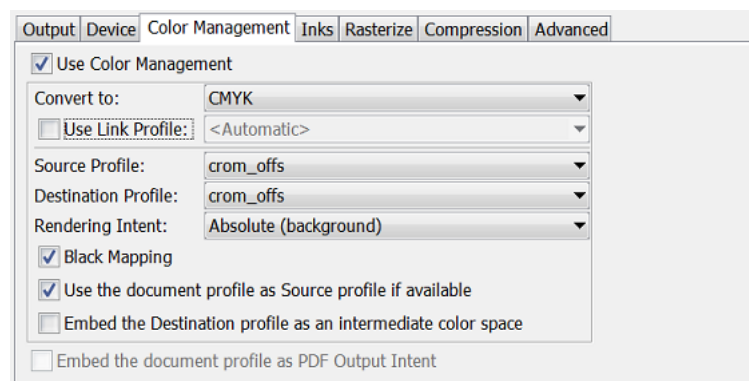 Output Device Color Management Inks Rasterize Compression Advanced
Use Color Management
Convert to: CMYK
Use Link Profile: <Automatic>
Source Profile: crom_offs
Destination Profile: crom_offs
Rendering Intent: Absolute (background)
Black Mapping
Use the document profile as Source profile if available
Embed the Destination profile as an intermediate color space
Embed the document profile as PDF Output Intent